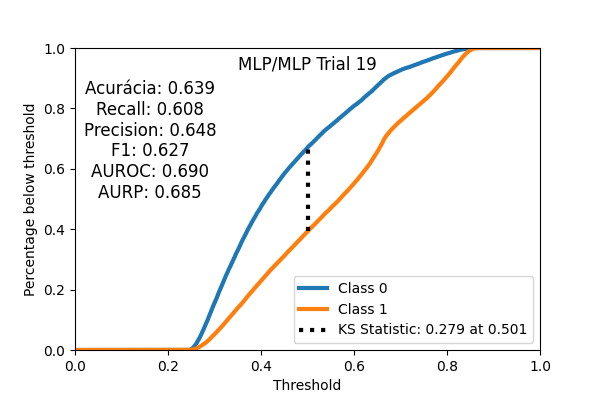 MLP/MLP Trial 19
Acurácia: 0.639
Recall: 0.608
Precision: 0.648
F1: 0.627
AUROC: 0.690
AURP: 0.685
Percentage below threshold
1.0
0.8
0.6
0.4
0.2
0.0
Class 0
Class 1
KS Statistic: 0.279 at 0.501
0.0 0.2 0.4 0.6 0.8 1.0
Threshold